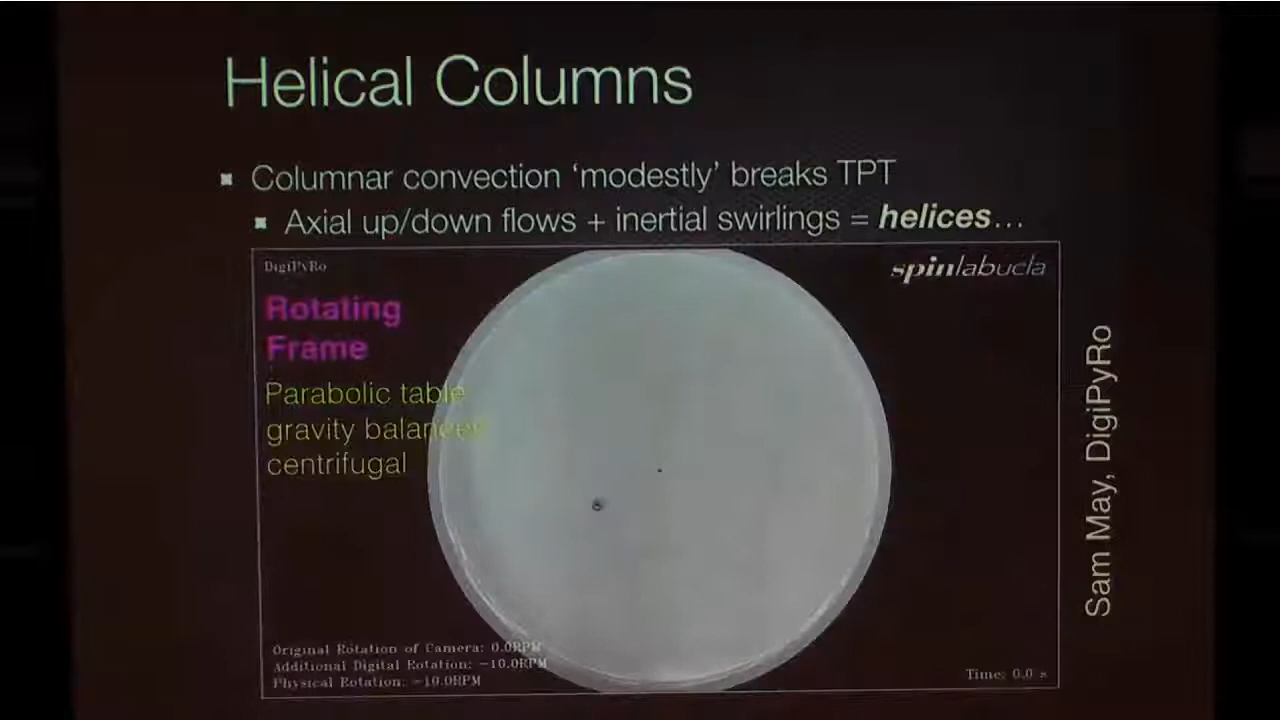 Helical Columns
Columnar convection ‘modestly’ breaks TPT
Axial up/down flows + inertial swirlings = helices...
DigiPyRo
spinlabucla
Rotating
Frame
Parabolic table
gravity balances
centrifugal
Sam May, DigiPyRo
Original Rotation of Camera: 0.0RPM
Additional Digital Rotation: -10.0RPM
Physical Rotation: -10.0RPM
Time: 0.0 s